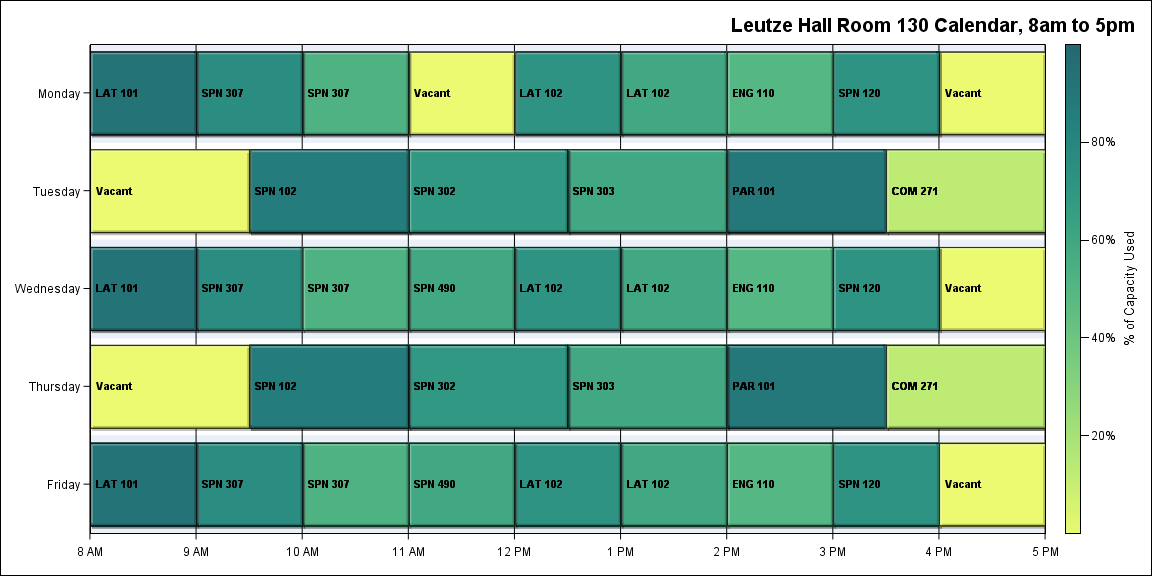 Leutze Hall Room 130 Calendar, 8am to 5pm
Monday
LAT 101
SPN 307
SPN 307
Vacant
LAT 102
LAT 102
ENG 110
SPN 120
Vacant
80%
Tuesday
Vacant
SPN 102
SPN 302
SPN 303
PAR 101
COM 271
60%
% of Capacity Used
Wednesday
LAT 101
SPN 307
SPN 307
SPN 490
LAT 102
LAT 102
ENG 110
SPN 120
Vacant
40%
Thursday
Vacant
SPN 102
SPN 302
SPN 303
PAR 101
COM 271
20%
Friday
LAT 101
SPN 307
SPN 307
SPN 490
LAT 102
LAT 102
ENG 110
SPN 120
Vacant
8 AM
9 AM
10 AM
11 AM
12 PM
1 PM
2 PM
3 PM
4 PM
5 PM